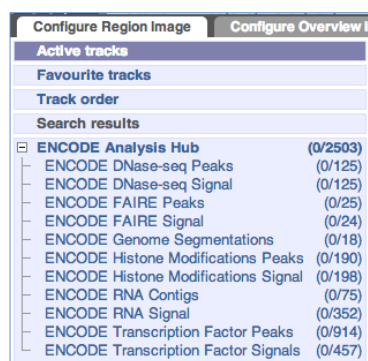 Configure Region Image Configure Overview
Active tracks
Favourite tracks
Track order
Search results
ENCODE Analysis Hub (0/2503)
ENCODE DNase-seq Peaks (0/125)
ENCODE DNase-seq Signal (0/125)
ENCODE FAIRE Peaks (0/25)
ENCODE FAIRE Signal (0/24)
ENCODE Genome Segmentations (0/18)
ENCODE Histone Modifications Peaks (0/190)
ENCODE Histone Modifications Signal (0/198)
ENCODE RNA Contigs (0/75)
ENCODE RNA Signal (0/352)
ENCODE Transcription Factor Peaks (0/914)
ENCODE Transcription Factor Signals (0/457)